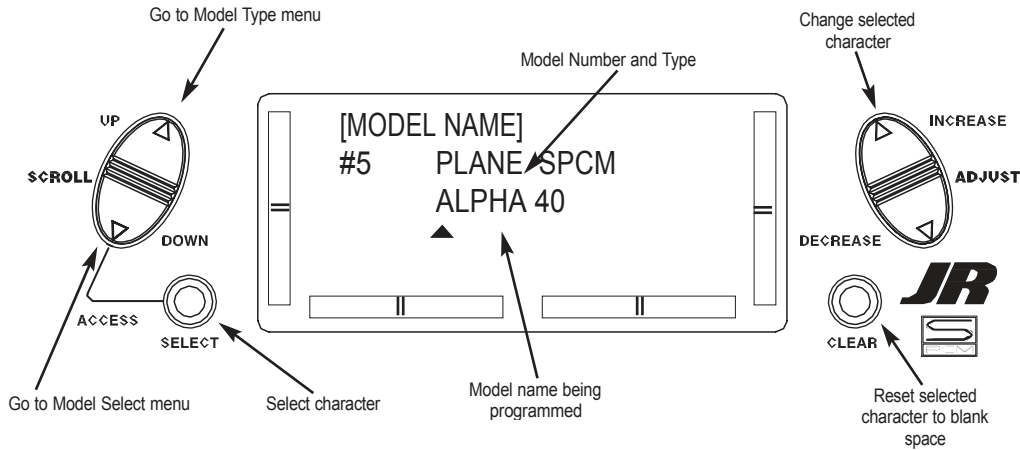 Go to Model Type menu
Change selected
character
Model Number and Type
UP
INCREASE
[MODEL NAME]
#5 PLANE SPCM
ALPHA 40
SCROLL
ADJUST
DOWN
DECREASE
JR
S
PCM
ACCESS
SELECT
CLEAR
Go to Model Select menu
Select character
Model name being
programmed
Reset selected
character to blank
space